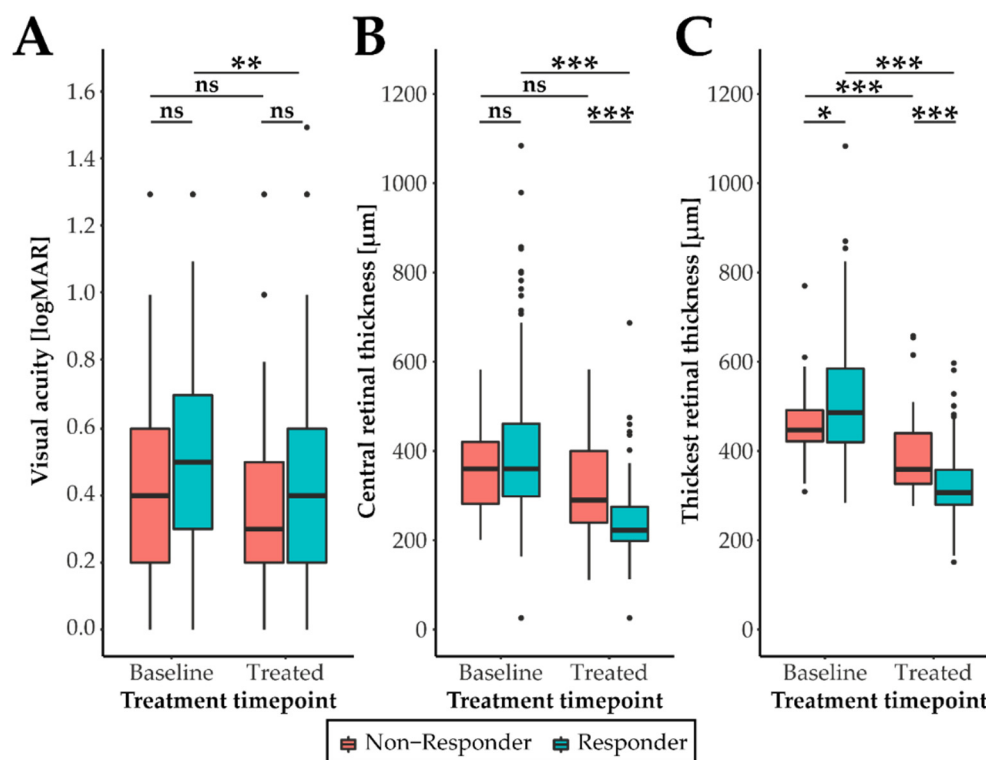 A
B
C
**
ns
ns
ns
***
ns
ns
***
***
***
*
***
1.6
1.4
1.2
1.0
0.8
0.6
0.4
0.2
0.0
Visual acuity [logMAR]
1200
1000
800
600
400
200
0
Central retinal thickness [µm]
1200
1000
800
600
400
200
0
Thickest retinal thickness [µm]
Baseline Treated
Treatment timepoint
Baseline Treated
Treatment timepoint
Baseline Treated
Treatment timepoint
Non–Responder Responder